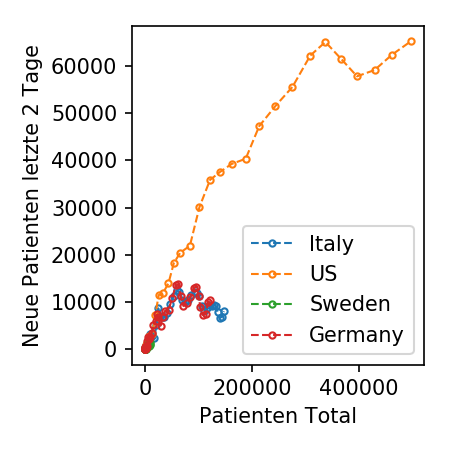 Neue Patienten letzte 2 Tage
60000
50000
40000
30000
20000
10000
0
Italy
US
Sweden
Germany
0 200000 400000
Patienten Total